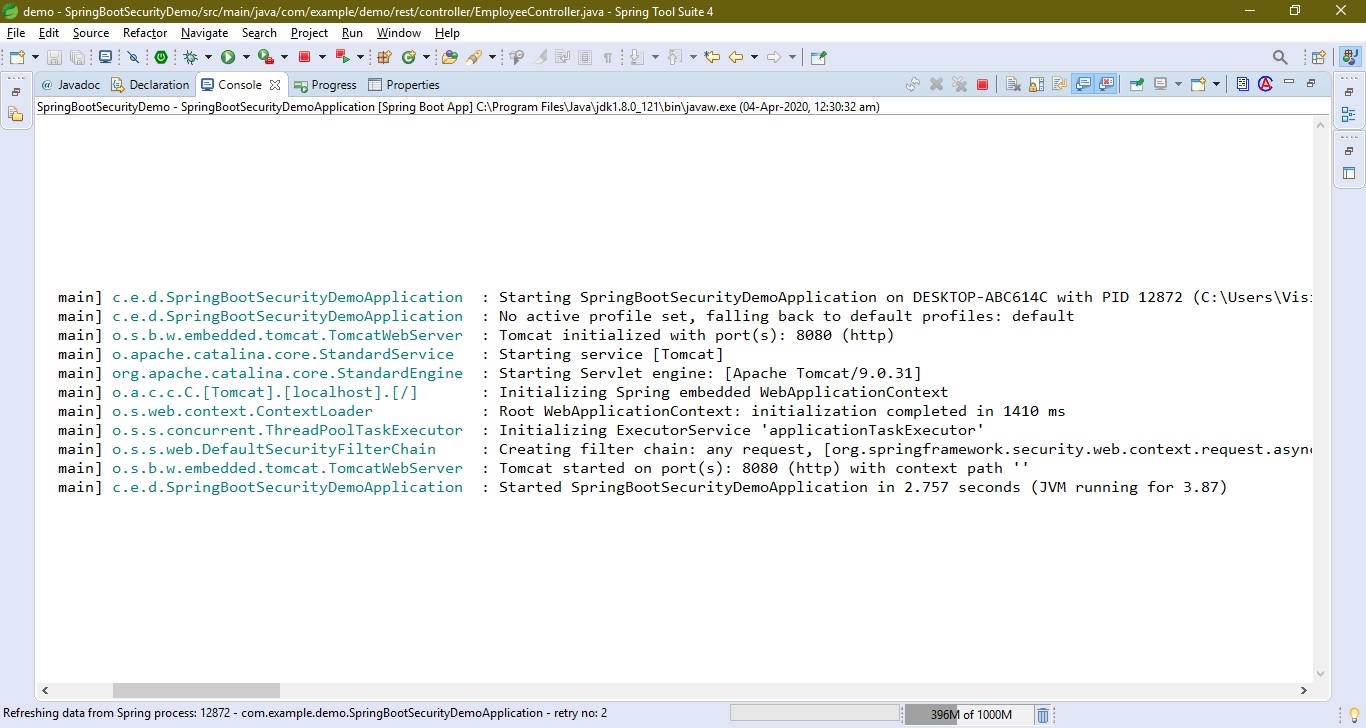 demo - SpringBootSecurityDemo/src/main/java/com/example/demo/rest/controller/EmployeeController.java - Spring Tool Suite 4
File Edit Source Refactor Navigate Search Project Run Window Help
@ Javadoc Declaration Console Progress Properties
SpringBootSecurityDemo - SpringBootSecurityDemoApplication [Spring Boot App] C:\Program Files\Java\jdk1.8.0_121\bin\javaw.exe (04-Apr-2020, 12:30:32 am)
main] c.e.d.SpringBootSecurityDemoApplication : Starting SpringBootSecurityDemoApplication on DESKTOP-ABC614C with PID 12872 (C:\Users\Vis
main] c.e.d.SpringBootSecurityDemoApplication : No active profile set, falling back to default profiles: default
main] o.s.b.w.embedded.tomcat.TomcatWebServer : Tomcat initialized with port(s): 8080 (http)
main] o.apache.catalina.core.StandardService : Starting service [Tomcat]
main] org.apache.catalina.core.StandardEngine : Starting Servlet engine: [Apache Tomcat/9.0.31]
main] o.a.c.c.C.[Tomcat].[localhost].[/] : Initializing Spring embedded WebApplicationContext
main] o.s.web.context.ContextLoader : Root WebApplicationContext: initialization completed in 1410 ms
main] o.s.s.concurrent.ThreadPoolTaskExecutor : Initializing ExecutorService 'applicationTaskExecutor'
main] o.s.s.web.DefaultSecurityFilterChain : Creating filter chain: any request, [org.springframework.security.web.context.request.async
main] o.s.b.w.embedded.tomcat.TomcatWebServer : Tomcat started on port(s): 8080 (http) with context path ''
main] c.e.d.SpringBootSecurityDemoApplication : Started SpringBootSecurityDemoApplication in 2.757 seconds (JVM running for 3.87)
Refreshing data from Spring process: 12872 - com.example.demo.SpringBootSecurityDemoApplication - retry no: 2
396M of 1000M